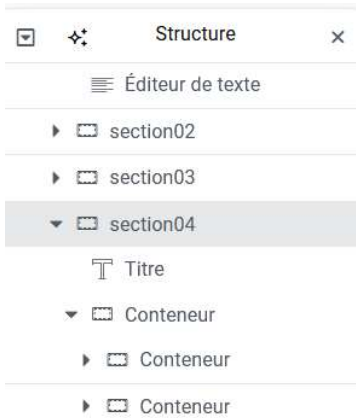 Structure
Éditeur de texte
section02
section03
section04
Titre
Conteneur
Conteneur
Conteneur